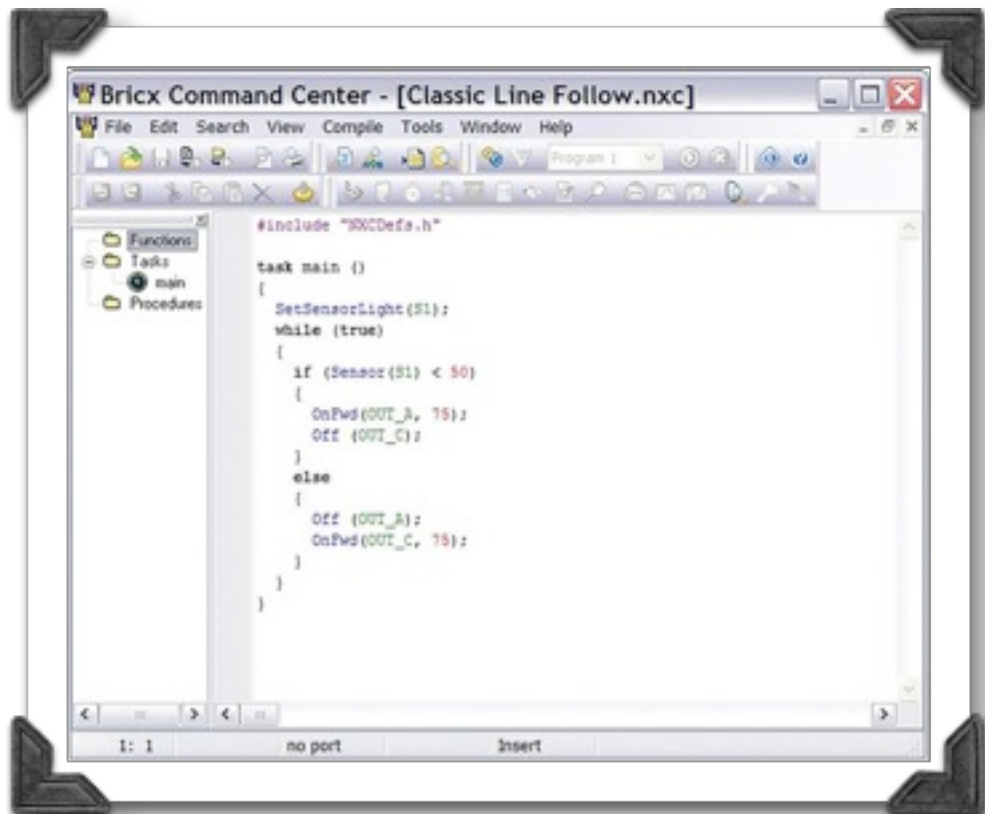 Bricx Command Center - [Classic Line Follow.nxc]
File Edit Search View Compile Tools Window Help
Program 1
Functions
Tasks
main
Procedures
#include "NXCDefs.h"
task main ()
{
SetSensorLight(S1);
while (true)
{
if (Sensor(S1) < 50)
{
OnFwd(OUT_A, 75);
Off (OUT_C);
}
else
{
Off (OUT_A);
OnFwd(OUT_C, 75);
}
}
}
1: 1 no port Insert